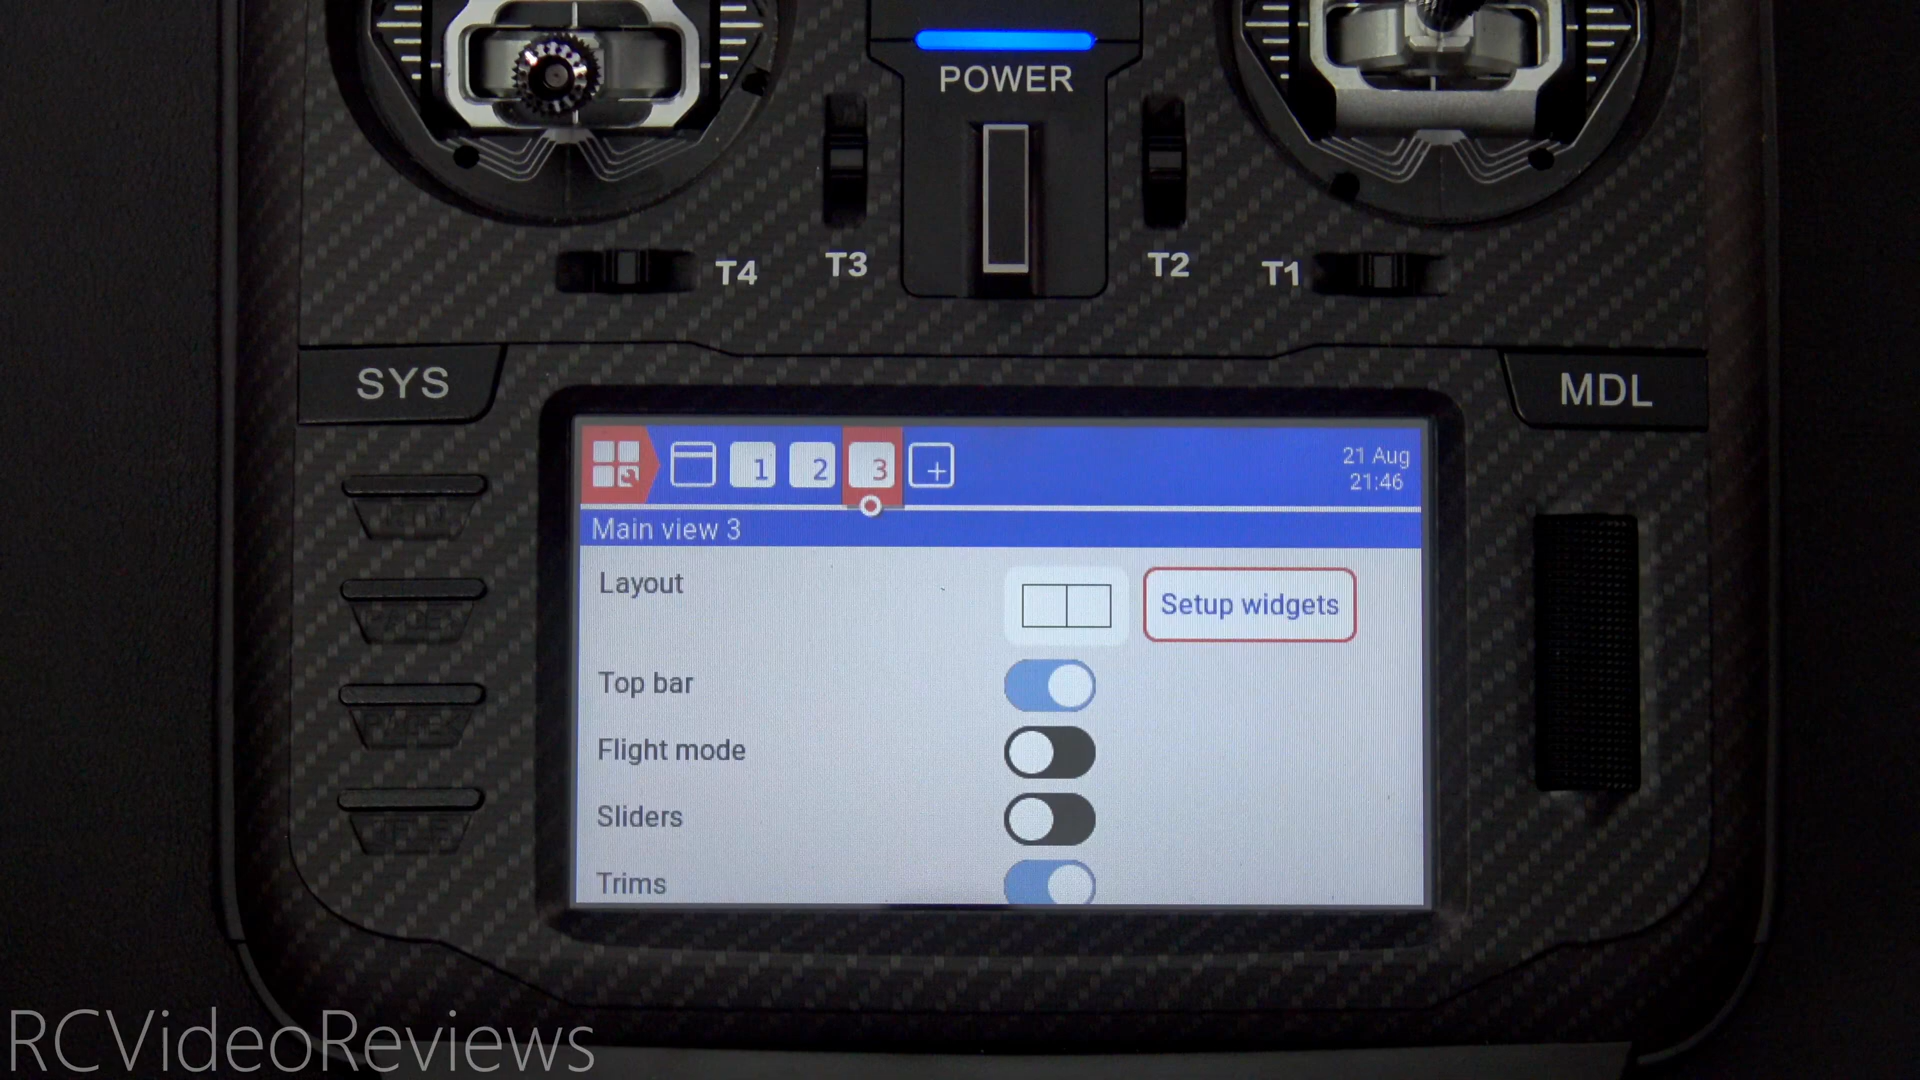 POWER
T4
T3
T2
T1
SYS
MDL
1
2
3
21 Aug
21:46
Main view 3
Layout
Setup widgets
Top bar
Flight mode
Sliders
Trims
RCVideoReviews